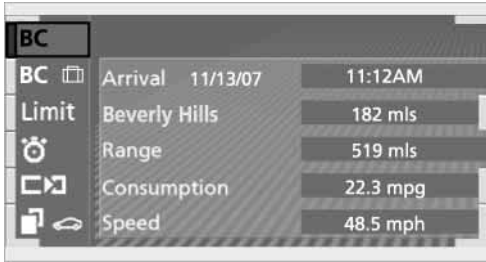 BC
BC
Arrival 11/13/07 11:12AM
Limit
Beverly Hills 182 mls
Range 519 mls
Consumption 22.3 mpg
Speed 48.5 mph